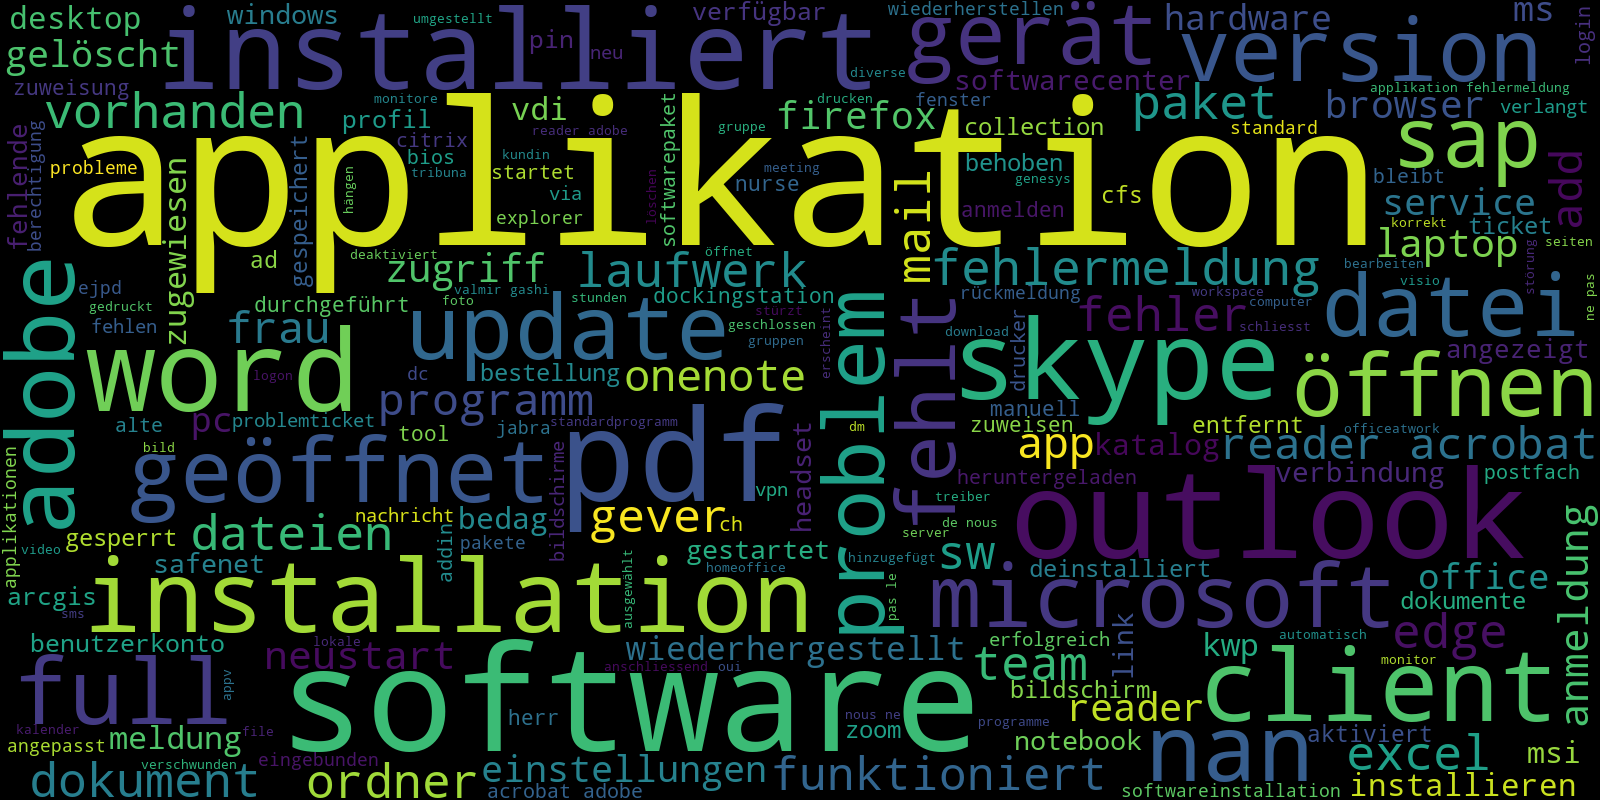 desktop windows umgestellt verfügbar wiederherstellen ms
installiert pin neu gerät hardware version login
gelöscht diverse softwarecenter
zuweisung monitore drucken fenster applikation fehlermeldung
vorhanden profil vdi firefox paket browser verlangt
applikation
citrix reader adobe softwarepaket gruppe collection standard sap
fehlende berechtigung probleme bios kundin behoben
zugewiesen gespeichert hängen tribuna startet meeting genesys bleibt add
via löschen nurse mail cfs service
explorer anmelden korrekt ticket
ad deaktiviert öffnet laptop seiten
zugriff laufwerk fehlermeldung bearbeiten störung
adobe ejpd valmir gashi stunden dockingstation rückmeldung workspace visio ne pas
gedruckt durchgeführt foto stürzt computer
fehlen frau update geschlossen problem fehlt download drucker fehler schliesst datei
gruppen erscheint angezeigt
word logon dc bestellung onenote skype öffnen
programm manuell
alte pc problemticket jabra standardprogramm zuweisen entfernt officeatwork
tool dm app katalog reader acrobat
bild geöffnet pdf headset
applikationen bildschirme vpn heruntergeladen verbindung postfach
nachricht treiber outlook
gesperrt dateien bedag gever ch de nous anmeldung
video addin pakete gestartet server sw
safenet homeoffice hinzugefügt deinstalliert office
arcgis installation ausgewählt pas le microsoft dokumente
sms
benutzerkonto lokale wiederhergestellt erfolgreich link automatisch edge
neustart anschliessend oui team kwp monitor
full appv software bildschirm client
herr nous ne reader
kalender file programme
angepasst meldung zoom notebook aktiviert
verschwunden eingebunden nan excel msi
dokument ordner einstellungen funktioniert
acrobat adobe softwareinstallation installieren